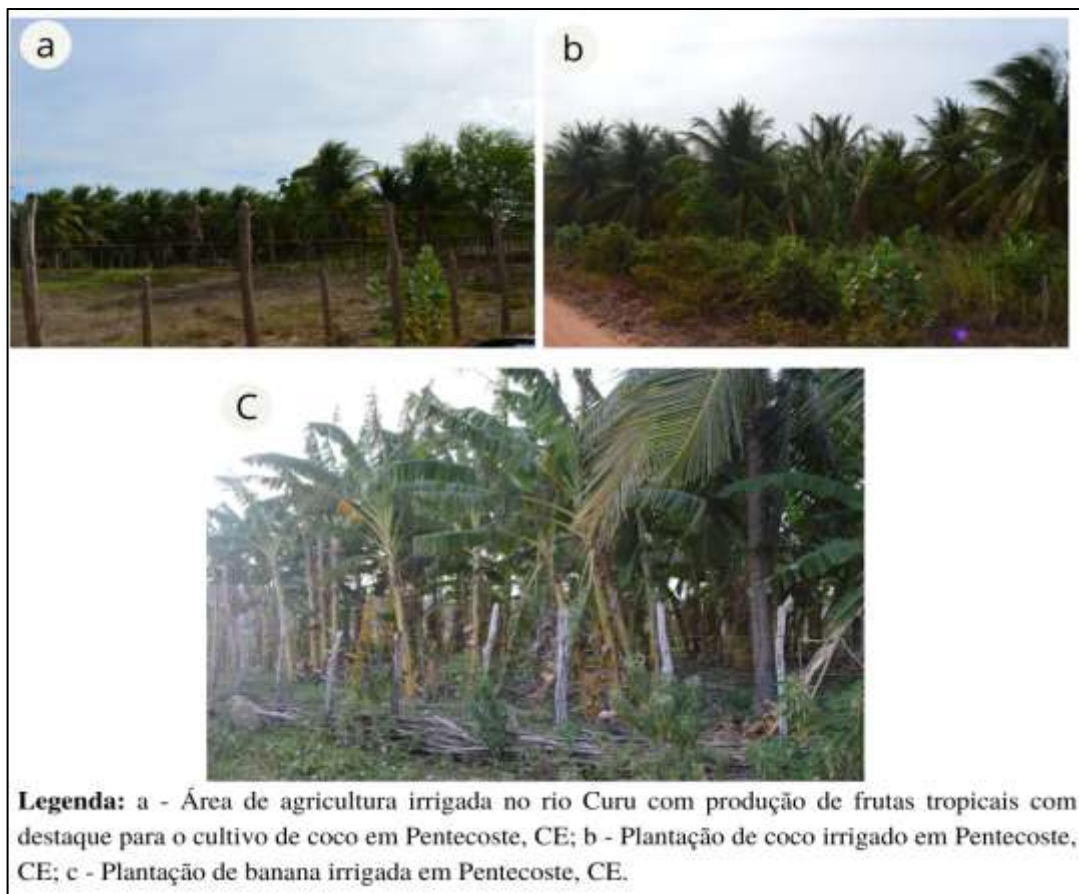 a
b
C
Legenda: a - Área de agricultura irrigada no rio Curu com produção de frutas tropicais com
destaque para o cultivo de coco em Pentecoste, CE; b - Plantação de coco irrigado em Pentecoste,
CE; c - Plantação de banana irrigada em Pentecoste, CE.